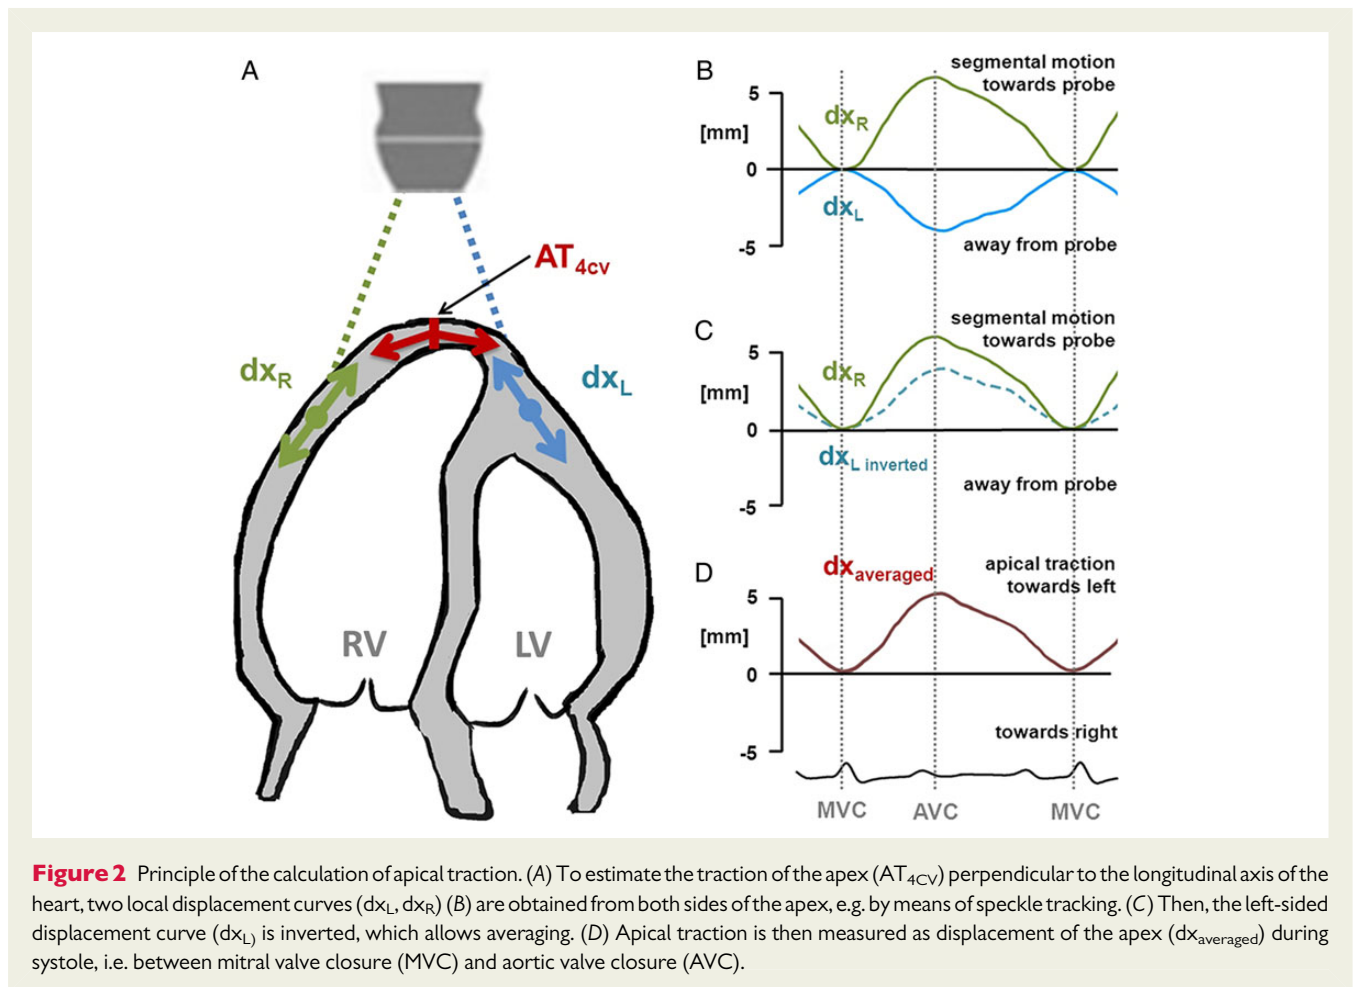 A
AT4cv
dxR
dxL
RV
LV
B
segmental motion
towards probe
5
dxR
[mm]
0
dxL
-5
away from probe
C
segmental motion
towards probe
5
dxR
[mm]
0
dxL inverted
away from probe
-5
D
dxaveraged
apical traction
towards left
5
[mm]
0
towards right
-5
MVC
AVC
MVC
Figure 2 Principle of the calculation of apical traction. (A) To estimate the traction of the apex (AT4CV) perpendicular to the longitudinal axis of the
heart, two local displacement curves (dxL, dxR) (B) are obtained from both sides of the apex, e.g. by means of speckle tracking. (C) Then, the left-sided
displacement curve (dxL) is inverted, which allows averaging. (D) Apical traction is then measured as displacement of the apex (dxaveraged) during
systole, i.e. between mitral valve closure (MVC) and aortic valve closure (AVC).